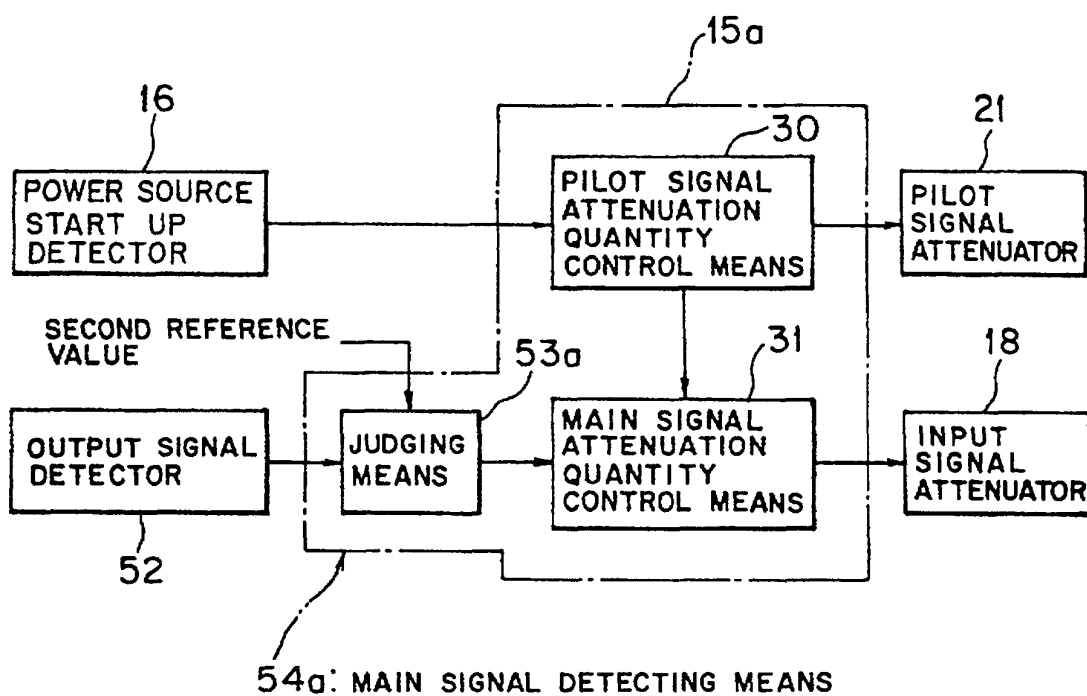 15a
16
30
21
POWER SOURCE
START UP
DETECTOR
PILOT SIGNAL
ATTENUATION
QUANTITY
CONTROL MEANS
PILOT
SIGNAL
ATTENUATOR
SECOND REFERENCE
VALUE
53a
31
18
OUTPUT SIGNAL
DETECTOR
JUDGING
MEANS
MAIN SIGNAL
ATTENUATION
QUANTITY
CONTROL MEANS
INPUT
SIGNAL
ATTENUATOR
52
54a: MAIN SIGNAL DETECTING MEANS